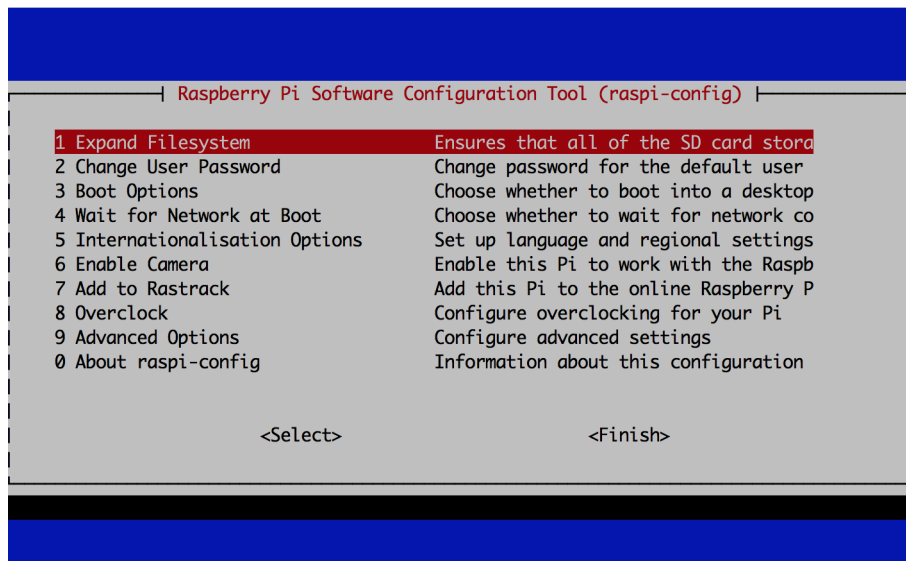 Raspberry Pi Software Configuration Tool (raspi-config)
1 Expand Filesystem Ensures that all of the SD card stora
2 Change User Password Change password for the default user
3 Boot Options Choose whether to boot into a desktop
4 Wait for Network at Boot Choose whether to wait for network co
5 Internationalisation Options Set up language and regional settings
6 Enable Camera Enable this Pi to work with the Raspb
7 Add to Rastrack Add this Pi to the online Raspberry P
8 Overclock Configure overclocking for your Pi
9 Advanced Options Configure advanced settings
0 About raspi-config Information about this configuration
<Select> <Finish>